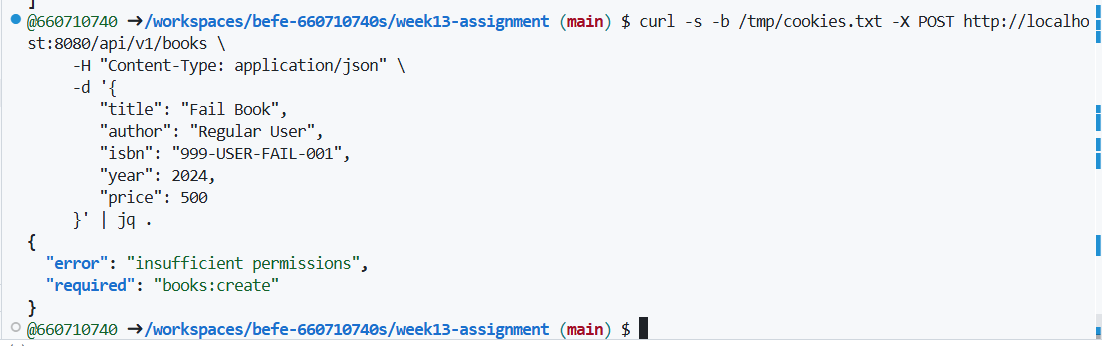 ]
@660710740 ➜/workspaces/befe-660710740s/week13-assignment (main) $ curl -s -b /tmp/cookies.txt -X POST http://localho
st:8080/api/v1/books \
-H "Content-Type: application/json" \
-d '{
"title": "Fail Book",
"author": "Regular User",
"isbn": "999-USER-FAIL-001",
"year": 2024,
"price": 500
}' | jq .
{
"error": "insufficient permissions",
"required": "books:create"
}
@660710740 ➜/workspaces/befe-660710740s/week13-assignment (main) $